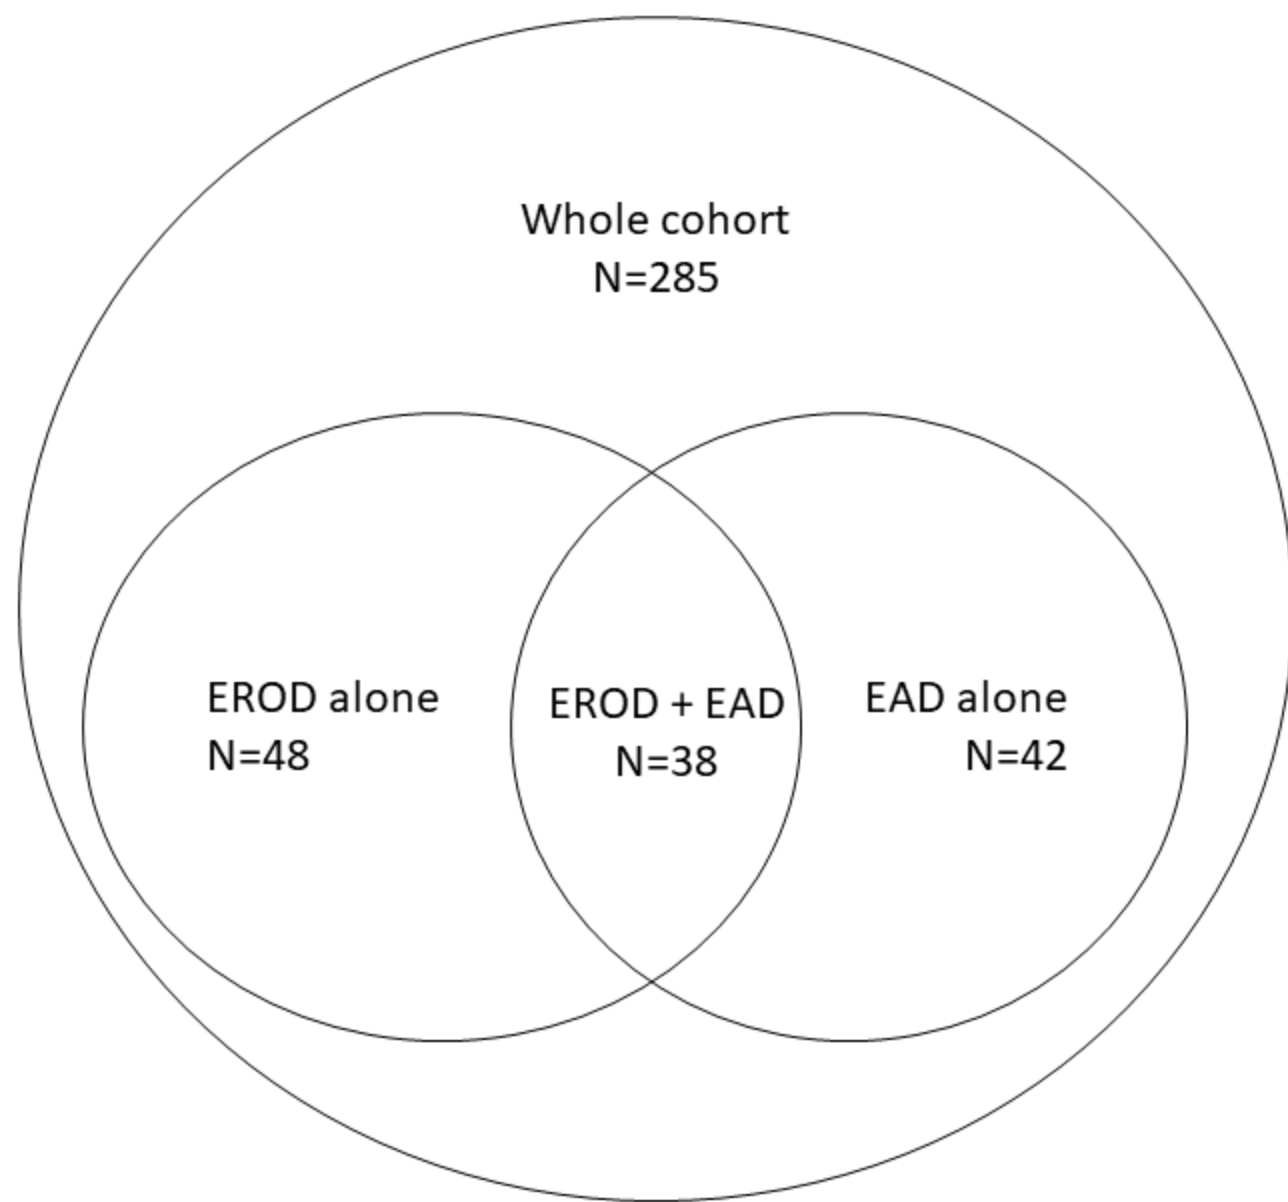 Whole cohort
N=285
EROD alone
N=48
EROD + EAD
N=38
EAD alone
N=42